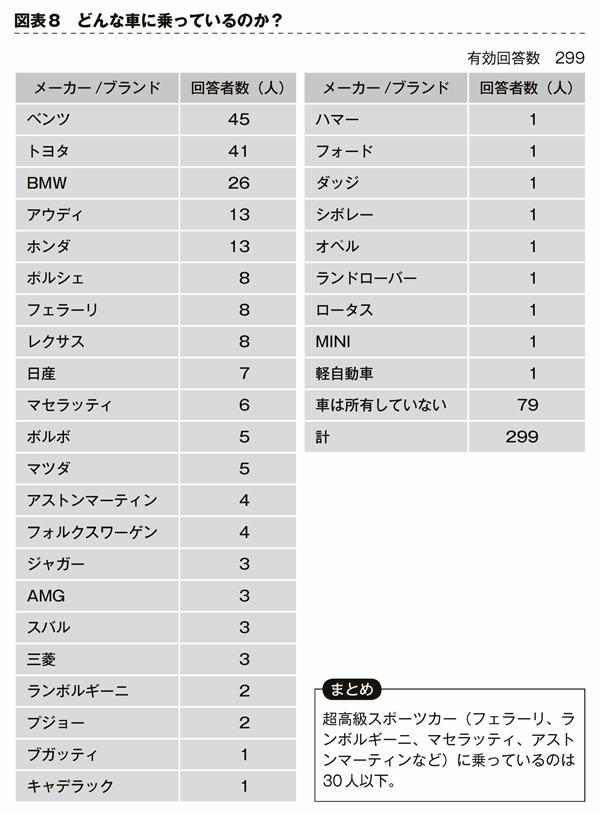 図表8 どんな車に乗っているのか？
有効回答数 299
メーカー/ブランド 回答者数（人）
ベンツ 45
トヨタ 41
BMW 26
アウディ 13
ホンダ 13
ポルシェ 8
フェラーリ 8
レクサス 8
日産 7
マセラッティ 6
ボルボ 5
マツダ 5
アストンマーティン 4
フォルクスワーゲン 4
ジャガー 3
AMG 3
スバル 3
三菱 3
ランボルギーニ 2
プジョー 2
ブガッティ 1
キャデラック 1
メーカー/ブランド 回答者数（人）
ハマー 1
フォード 1
ダッジ 1
シボレー 1
オペル 1
ランドローバー 1
ロータス 1
MINI 1
軽自動車 1
車は所有していない 79
計 299
まとめ
超高級スポーツカー（フェラーリ、ラ
ンボルギーニ、マセラッティ、アスト
ンマーティンなど）に乗っているのは
30人以下。